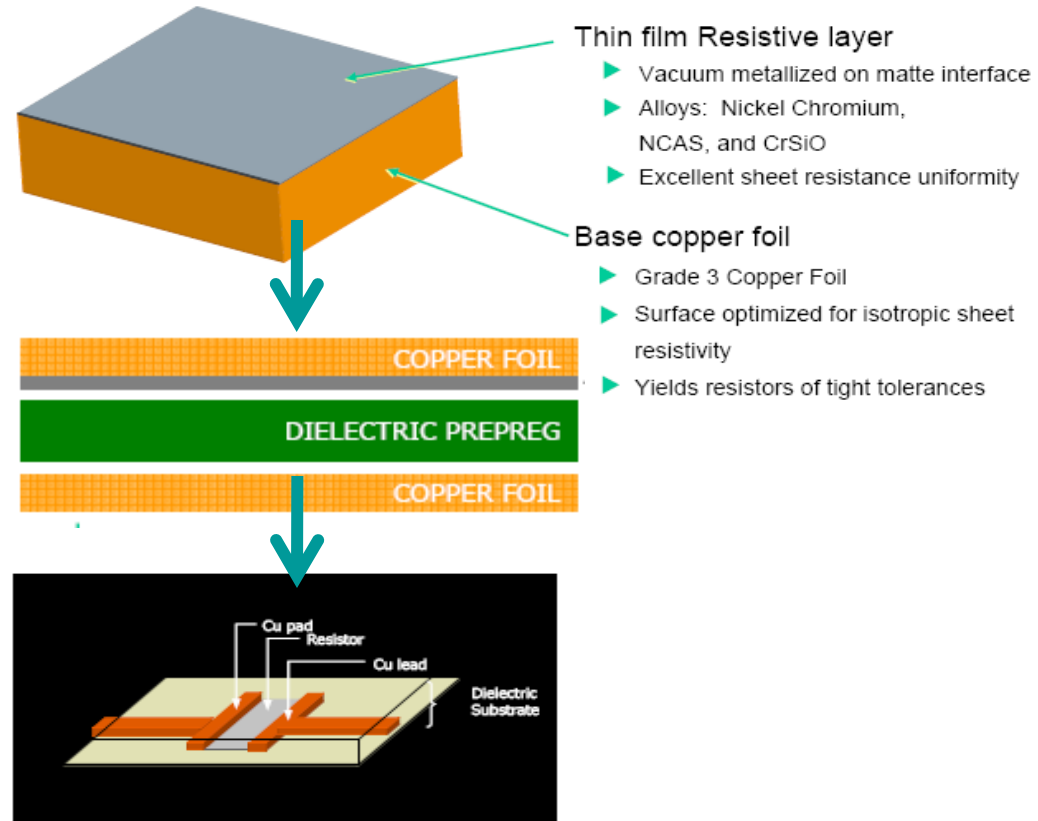 Thin film Resistive layer
Vacuum metallized on matte interface
Alloys: Nickel Chromium,
NCAS, and CrSiO
Excellent sheet resistance uniformity
Base copper foil
Grade 3 Copper Foil
Surface optimized for isotropic sheet
resistivity
Yields resistors of tight tolerances
COPPER FOIL
DIELECTRIC PREPREG
COPPER FOIL
Cu pad
Resistor
Cu lead
Dielectric
Substrate